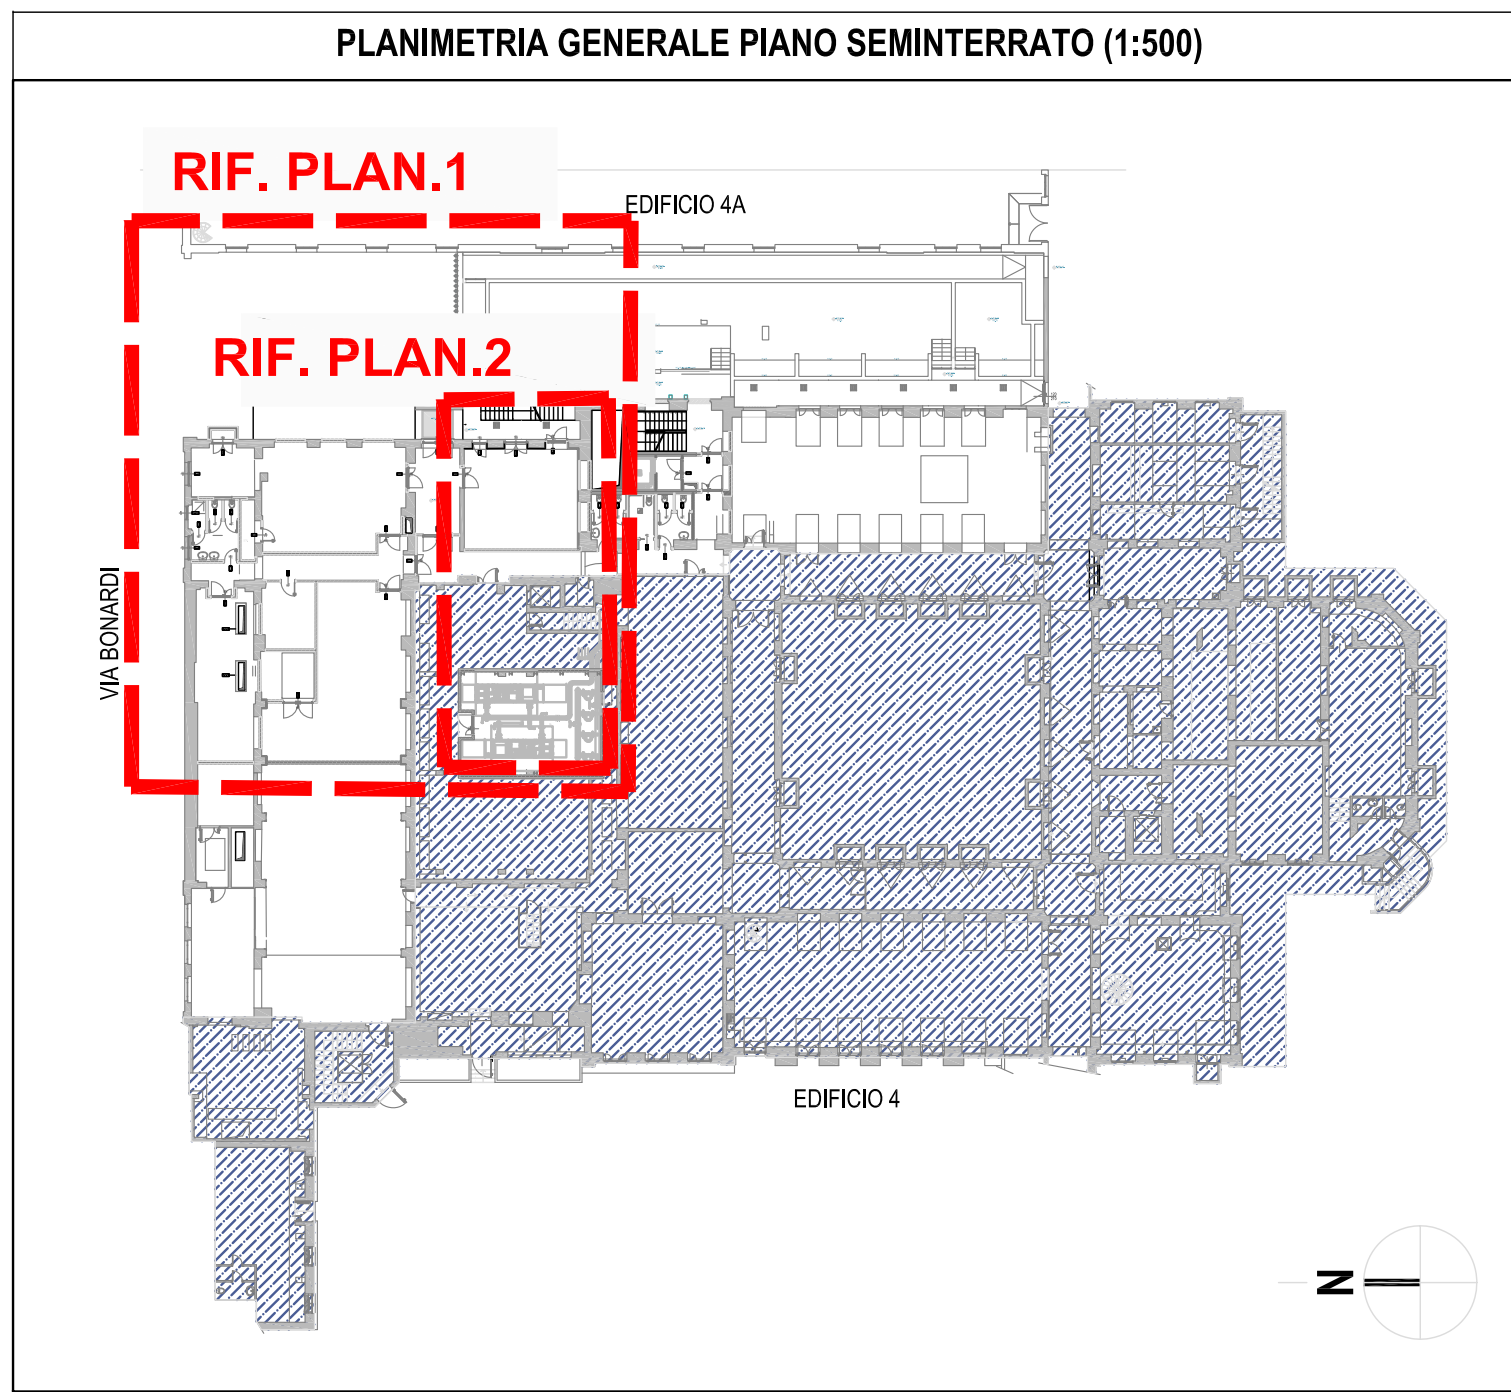 PLANIMETRIA GENERALE PIANO SEMINTERRATO (1:500)
RIF. PLAN.1
EDIFICIO 4A
RIF. PLAN.2
VIA BONARDI
EDIFICIO 4
N